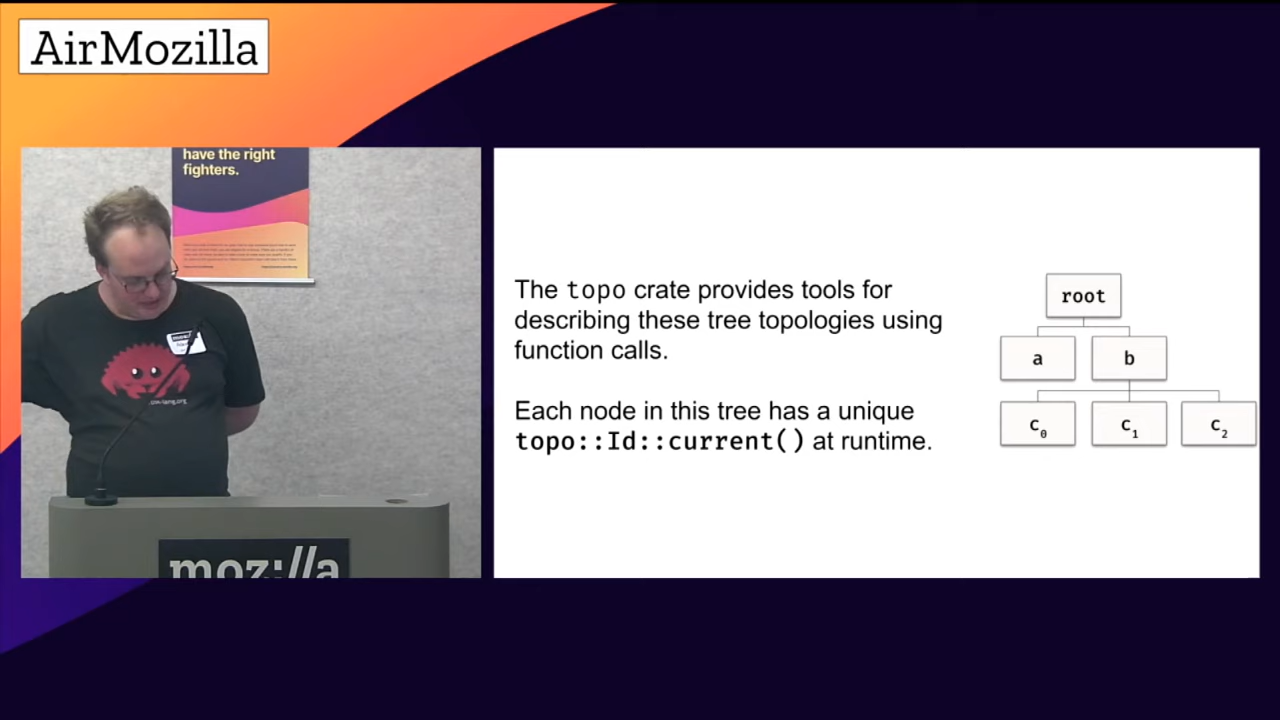 AirMozilla
have the right
fighters.
The topo crate provides tools for
describing these tree topologies using
function calls.
Each node in this tree has a unique
topo::Id::current() at runtime.
root
a b
c0 c1 c2
moz://a